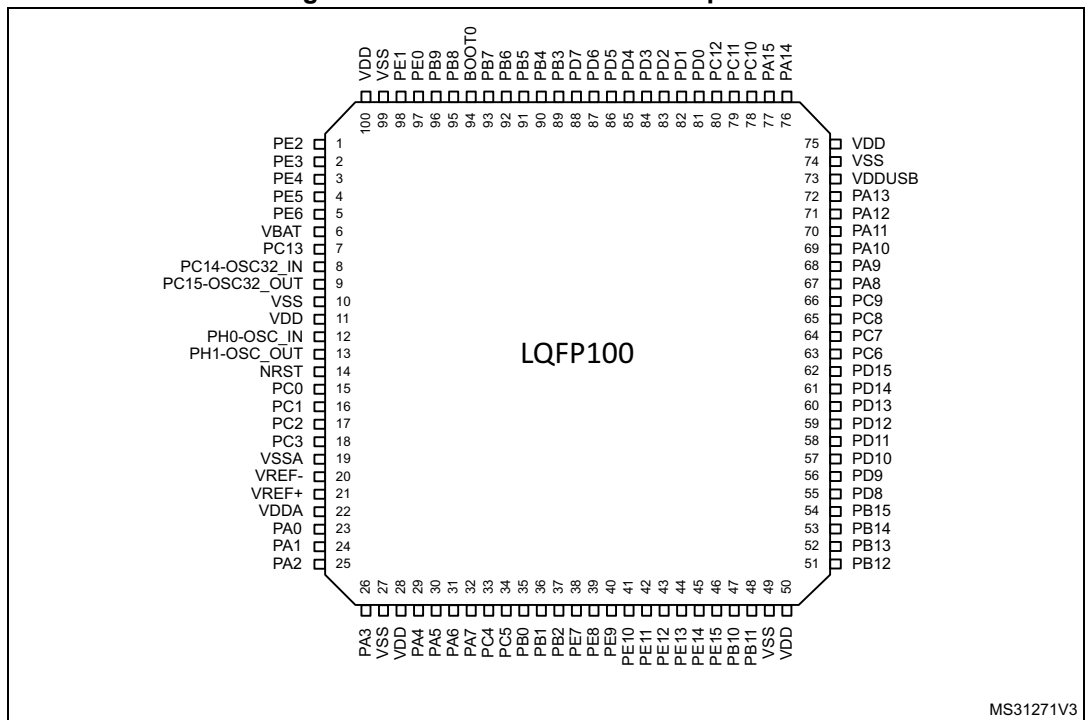 VDD
VSS
PE1
PE0
PB9
PB8
BOOT0
PB7
PB6
PB5
PB4
PB3
PD7
PD6
PD5
PD4
PD3
PD2
PD1
PD0
PC12
PC11
PC10
PA15
PA14
100
99
98
97
96
95
94
93
92
91
90
89
88
87
86
85
84
83
82
81
80
79
78
77
76
PE2 1
PE3 2
PE4 3
PE5 4
PE6 5
VBAT 6
PC13 7
PC14-OSC32_IN 8
PC15-OSC32_OUT 9
VSS 10
VDD 11
PH0-OSC_IN 12
PH1-OSC_OUT 13
NRST 14
PC0 15
PC1 16
PC2 17
PC3 18
VSSA 19
VREF- 20
VREF+ 21
VDDA 22
PA0 23
PA1 24
PA2 25
LQFP100
75 VDD
74 VSS
73 VDDUSB
72 PA13
71 PA12
70 PA11
69 PA10
68 PA9
67 PA8
66 PC9
65 PC8
64 PC7
63 PC6
62 PD15
61 PD14
60 PD13
59 PD12
58 PD11
57 PD10
56 PD9
55 PD8
54 PB15
53 PB14
52 PB13
51 PB12
26
27
28
29
30
31
32
33
34
35
36
37
38
39
40
41
42
43
44
45
46
47
48
49
50
PA3
VSS
VDD
PA4
PA5
PA6
PA7
PC4
PC5
PB0
PB1
PB2
PE7
PE8
PE9
PE10
PE11
PE12
PE13
PE14
PE15
PB10
PB11
VSS
VDD
MS31271V3